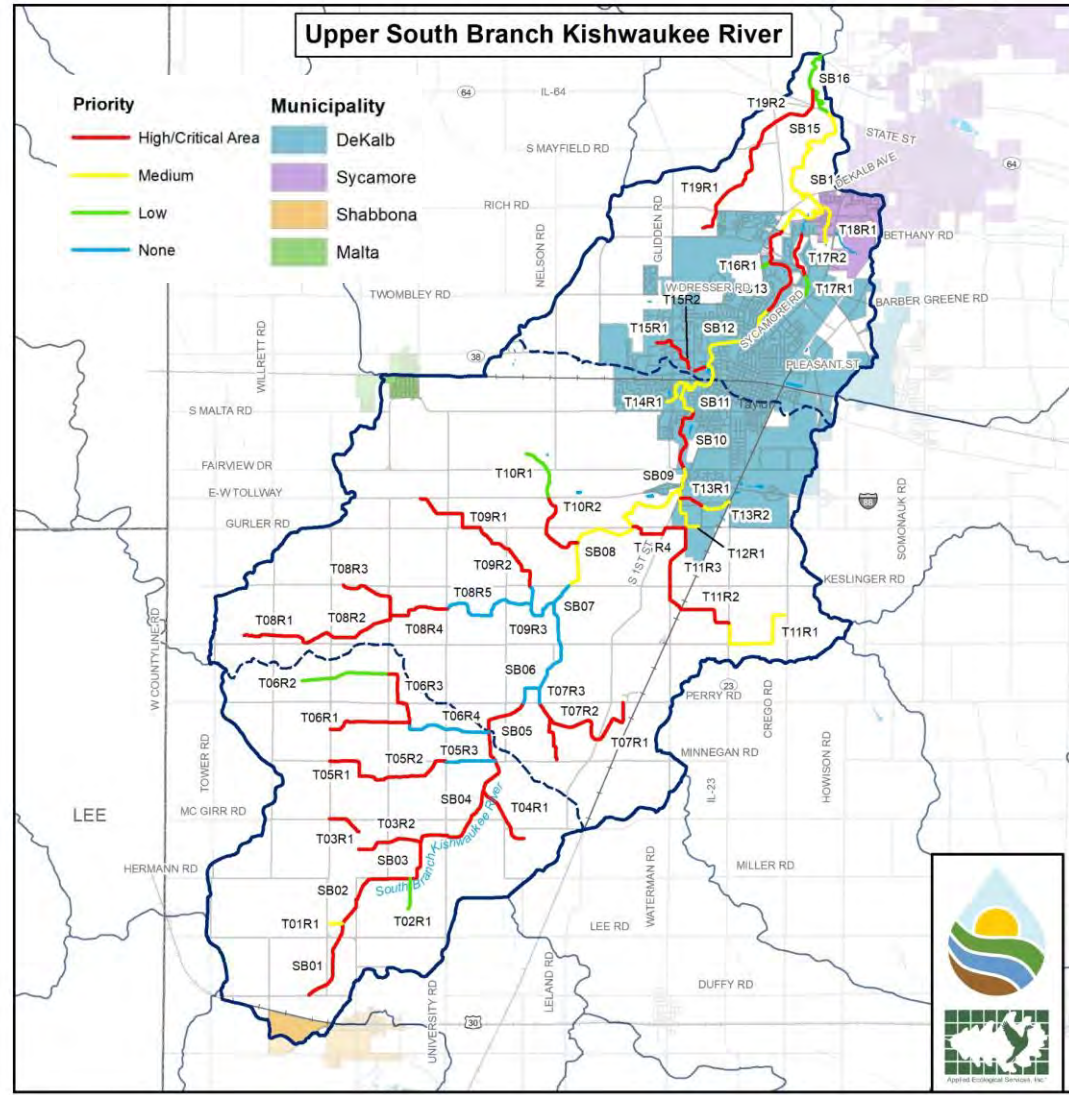 Upper South Branch Kishwaukee River
Priority
High/Critical Area
Medium
Low
None
Municipality
DeKalb
Sycamore
Shabbona
Malta
64
IL-64
SB16
T19R2
SB15
STATE ST
S MAYFIELD RD
DEKALB AVE
64
SB1
T19R1
RICH RD
GLIDDEN RD
NELSON RD
T18R1
BETHANY RD
T17R2
T16R1
W DRESSER RD
13
T17R1
TWOMBLEY RD
T15R2
SYCAMORE RD
BARBER GREENE RD
T15R1
SB12
WILLRETT RD
38
PLEASANT ST
T14R1
SB11
S MALTA RD
SB10
FAIRVIEW DR
T10R1
SB09
E-W TOLLWAY
T13R1
T10R2
T13R2
GURLER RD
T09R1
SB08
S 1ST ST
R4
T12R1
SOMONAUK RD
T09R2
T11R3
T08R3
KESLINGER RD
T08R5
SB07
T11R2
T08R1
T08R2
T08R4
T09R3
T11R1
W COUNTYLINE RD
SB06
23
T06R2
T06R3
T07R3
PERRY RD
T06R1
T06R4
T07R2
CREGO RD
SB05
T07R1
TOWER RD
T05R3
MINNEGAN RD
T05R1
T05R2
HOWISON RD
SB04
IL-23
MC GIRR RD
T04R1
LEE
T03R2
T03R1
South Branch Kishwaukee River
SB03
HERMANN RD
MILLER RD
SB02
T02R1
WATERMAN RD
T01R1
LEE RD
SB01
LELAND RD
DUFFY RD
UNIVERSITY RD
30
Applied Ecological Services, Inc.